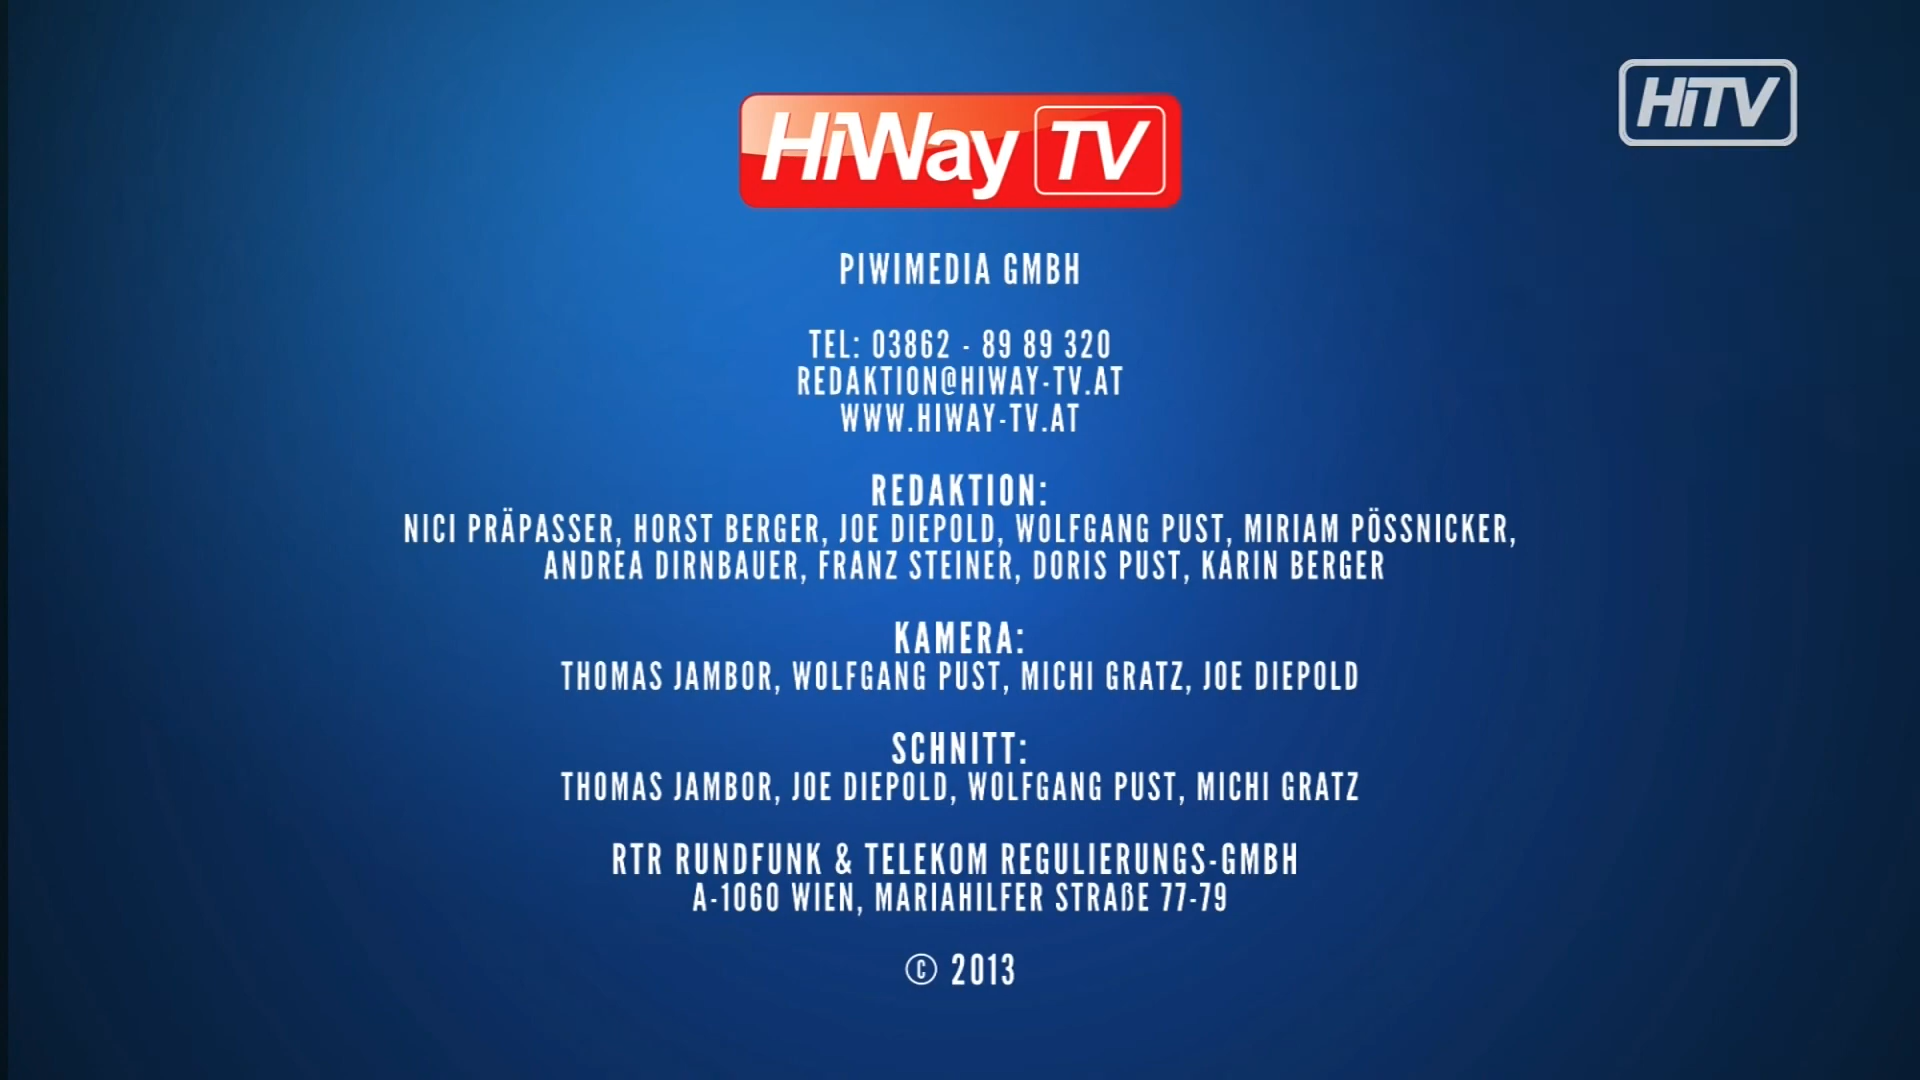 HiTV
HiWay TV
PIWIMEDIA GMBH
TEL: 03862 - 89 89 320
REDAKTION@HIWAY-TV.AT
WWW.HIWAY-TV.AT
REDAKTION:
NICI PRÄPASSER, HORST BERGER, JOE DIEPOLD, WOLFGANG PUST, MIRIAM PÖSSNICKER,
ANDREA DIRNBAUER, FRANZ STEINER, DORIS PUST, KARIN BERGER
KAMERA:
THOMAS JAMBOR, WOLFGANG PUST, MICHI GRATZ, JOE DIEPOLD
SCHNITT:
THOMAS JAMBOR, JOE DIEPOLD, WOLFGANG PUST, MICHI GRATZ
RTR RUNDFUNK & TELEKOM REGULIERUNGS-GMBH
A-1060 WIEN, MARIAHILFER STRAßE 77-79
© 2013